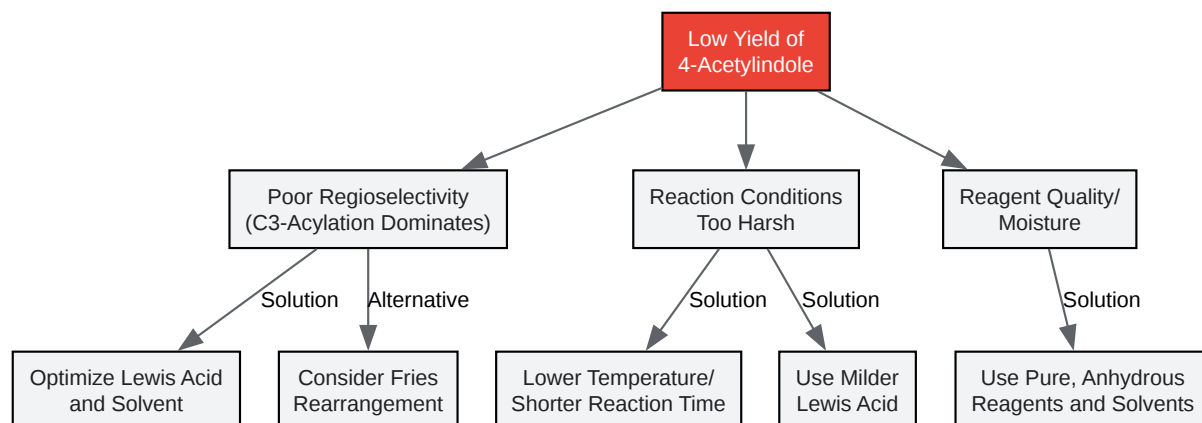 Low Yield of
4-Acetylindole
Poor Regioselectivity
(C3-Acylation Dominates)
Reaction Conditions
Too Harsh
Reagent Quality/
Moisture
Solution
Alternative
Solution
Solution
Solution
Optimize Lewis Acid
and Solvent
Consider Fries
Rearrangement
Lower Temperature/
Shorter Reaction Time
Use Milder
Lewis Acid
Use Pure, Anhydrous
Reagents and Solvents